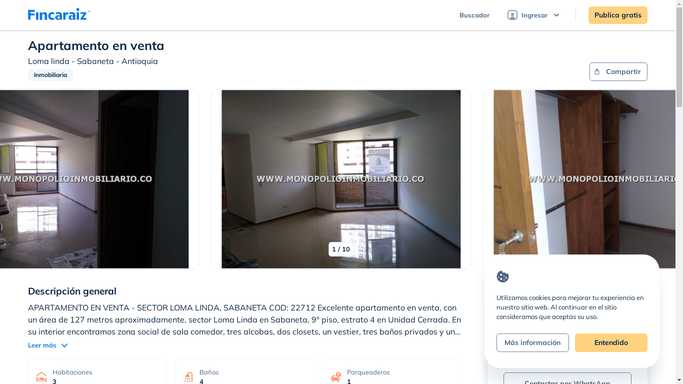 Fincaraiz
Buscador
Ingresar
Publica gratis
Apartamento en venta
Loma linda - Sabaneta - Antioquia
Inmobiliaria
Compartir
WWW.MONOPOLIOINMOBILIARIO.CO
WWW.MONOPOLIOINMOBILIARIO.CO
WWW.MONOPOLIOINMOBILIARIO
1 / 10
Descripción general
APARTAMENTO EN VENTA - SECTOR LOMA LINDA, SABANETA COD: 22712 Excelente apartamento en venta, con
un área de 127 metros aproximadamente, sector Loma Linda en Sabaneta, 9° piso, estrato 4 en Unidad Cerrada. En
su interior encontramos zona social de sala comedor, tres alcobas, dos closets, un vestier, tres baños privados y un...
Leer más
Habitaciones
3
Baños
4
Parqueaderos
1
Utilizamos cookies para mejorar tu experiencia en
nuestro sitio web. Al continuar en el sitio
consideramos que aceptas su uso.
Más información
Entendido
Contactar por WhatsApp